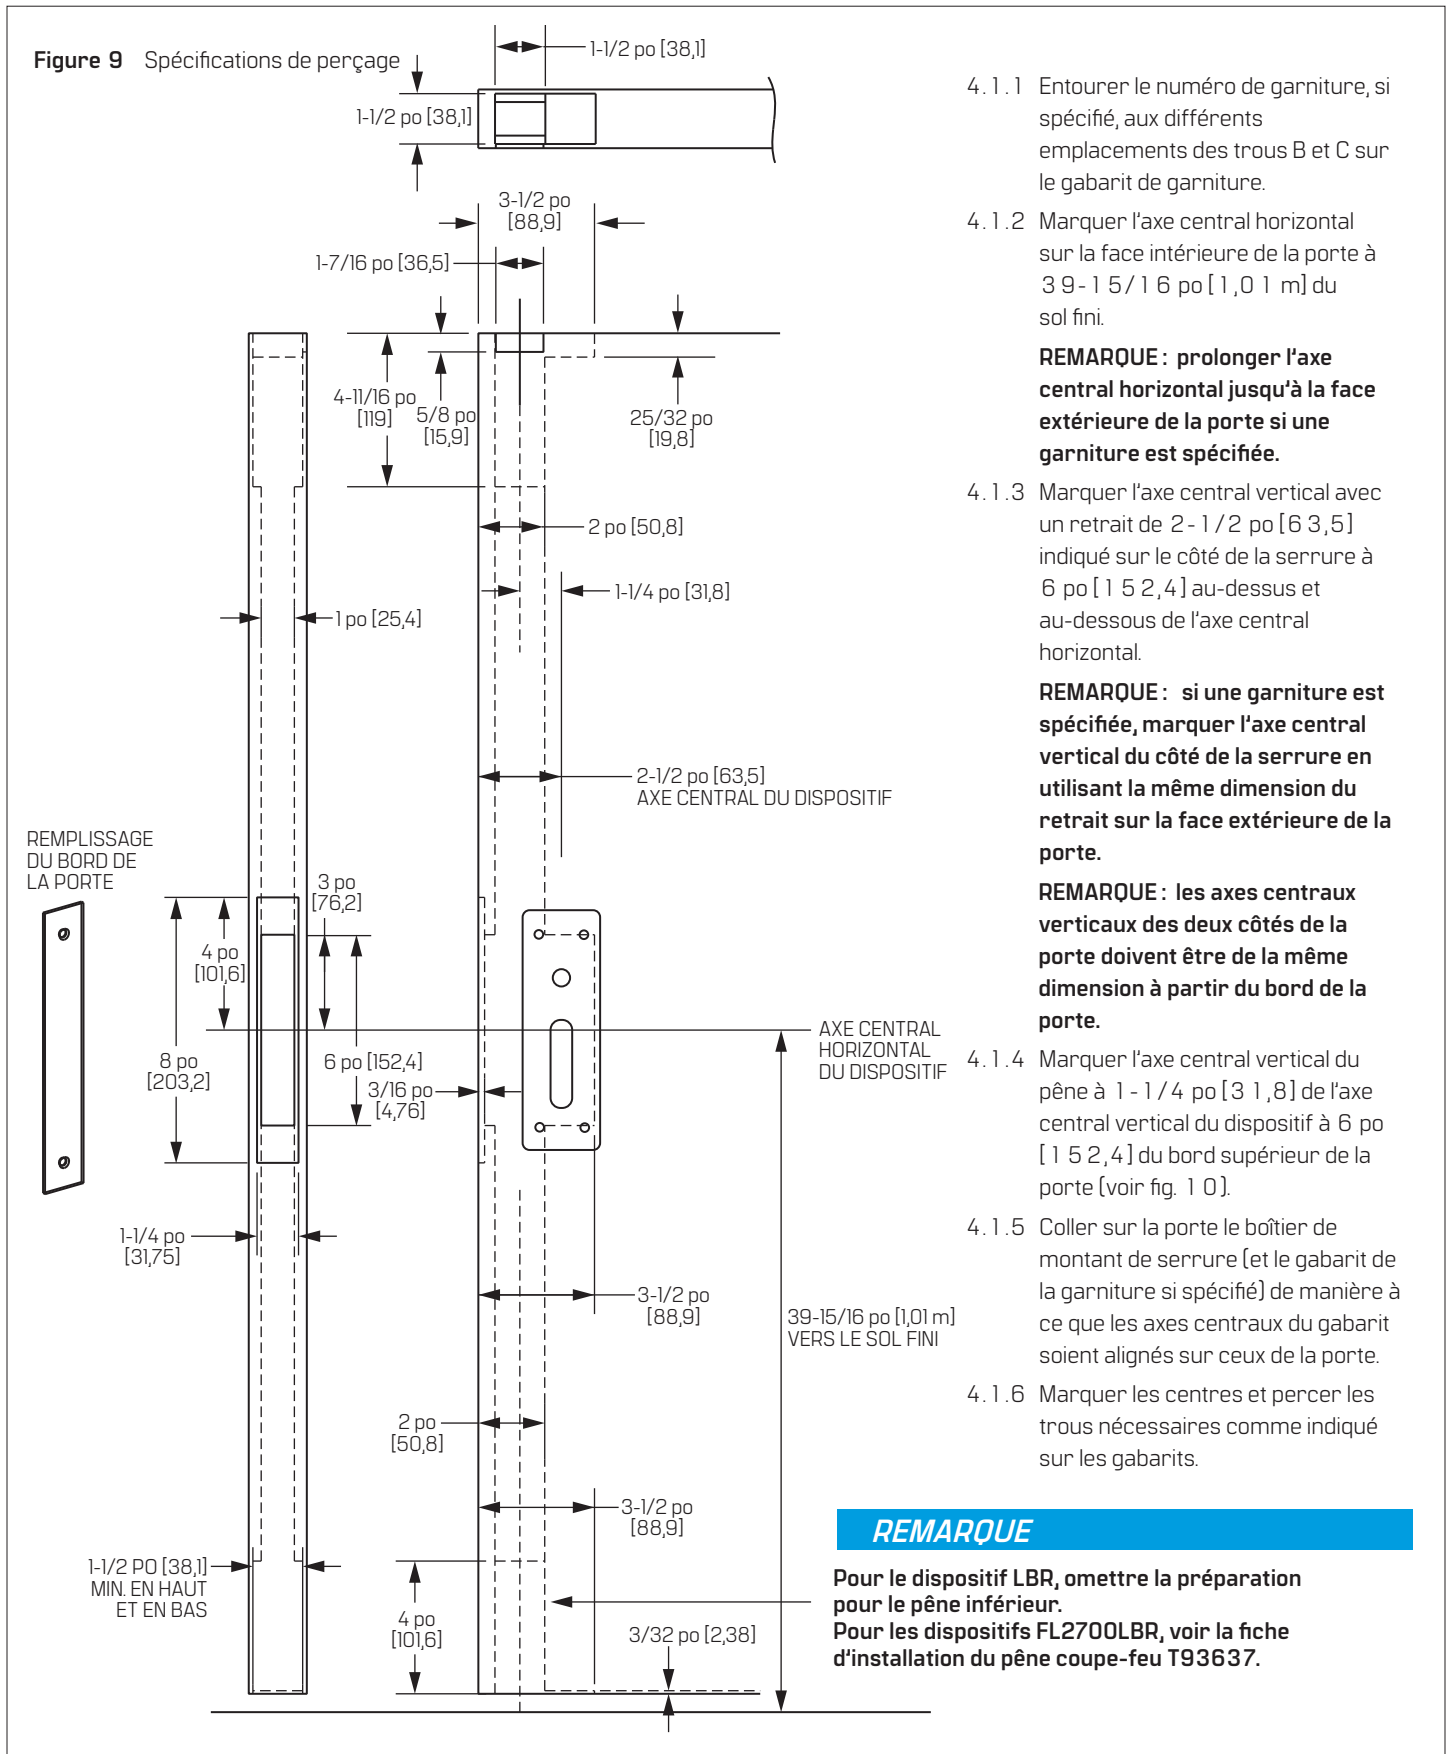 Figure 9 Spécifications de perçage
1-1/2 po [38,1]
1-1/2 po [38,1]
3-1/2 po
[88,9]
1-7/16 po [36,5]
4-11/16 po
[119]
5/8 po
[15,9]
25/32 po
[19,8]
2 po [50,8]
1-1/4 po [31,8]
1 po [25,4]
2-1/2 po [63,5]
AXE CENTRAL DU DISPOSITIF
REMPLISSAGE
DU BORD DE
LA PORTE
3 po
[76,2]
4 po
[101,6]
8 po
[203,2]
6 po [152,4]
3/16 po
[4,76]
AXE CENTRAL
HORIZONTAL
DU DISPOSITIF
1-1/4 po
[31,75]
3-1/2 po
[88,9]
39-15/16 po [1,01 m]
VERS LE SOL FINI
2 po
[50,8]
3-1/2 po
[88,9]
1-1/2 PO [38,1]
MIN. EN HAUT
ET EN BAS
4 po
[101,6]
3/32 po [2,38]
4.1.1 Entourer le numéro de garniture, si
spécifié, aux différents
emplacements des trous B et C sur
le gabarit de garniture.
4.1.2 Marquer l'axe central horizontal
sur la face intérieure de la porte à
39-15/16 po [1,01 m] du
sol fini.
REMARQUE : prolonger l'axe
central horizontal jusqu'à la face
extérieure de la porte si une
garniture est spécifiée.
4.1.3 Marquer l'axe central vertical avec
un retrait de 2-1/2 po [63,5]
indiqué sur le côté de la serrure à
6 po [152,4] au-dessus et
au-dessous de l'axe central
horizontal.
REMARQUE : si une garniture est
spécifiée, marquer l'axe central
vertical du côté de la serrure en
utilisant la même dimension du
retrait sur la face extérieure de la
porte.
REMARQUE : les axes centraux
verticaux des deux côtés de la
porte doivent être de la même
dimension à partir du bord de la
porte.
4.1.4 Marquer l'axe central vertical du
pêne à 1-1/4 po [31,8] de l'axe
central vertical du dispositif à 6 po
[152,4] du bord supérieur de la
porte (voir fig. 10).
4.1.5 Coller sur la porte le boîtier de
montant de serrure (et le gabarit de
la garniture si spécifié) de manière à
ce que les axes centraux du gabarit
soient alignés sur ceux de la porte.
4.1.6 Marquer les centres et percer les
trous nécessaires comme indiqué
sur les gabarits.
REMARQUE
Pour le dispositif LBR, omettre la préparation
pour le pêne inférieur.
Pour les dispositifs FL2700LBR, voir la fiche
d'installation du pêne coupe-feu T93637.